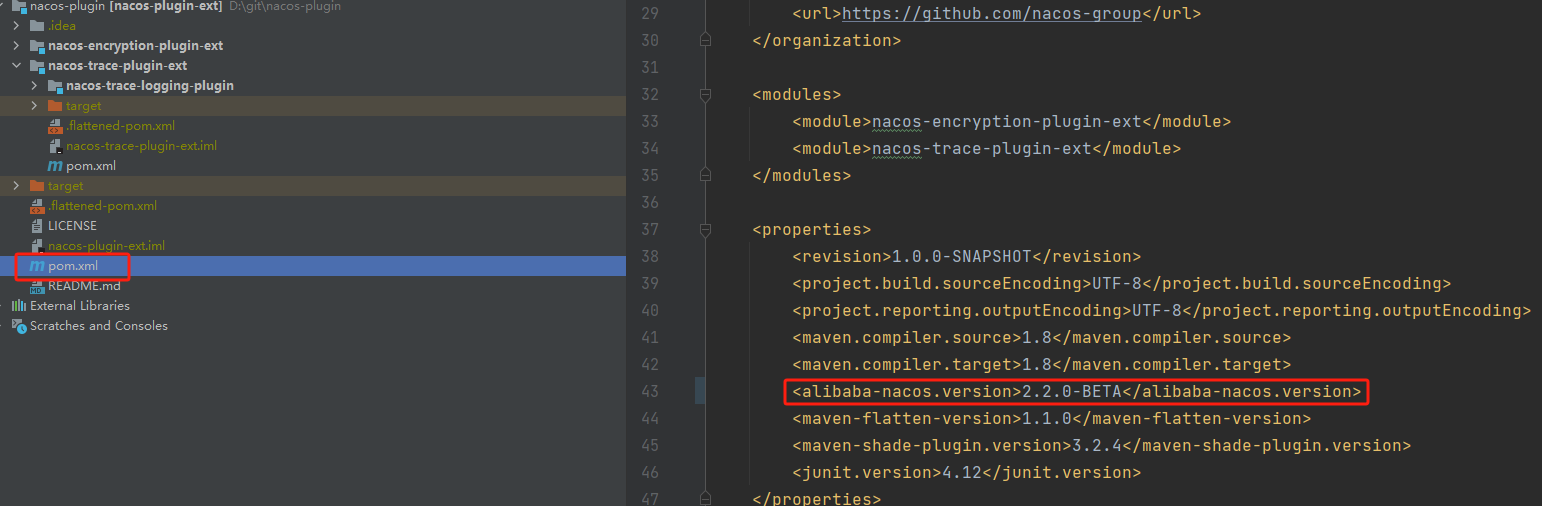 nacos-plugin [nacos-plugin-ext] D:\git\nacos-plugin
.idea
nacos-encryption-plugin-ext
nacos-trace-plugin-ext
nacos-trace-logging-plugin
target
.flattened-pom.xml
nacos-trace-plugin-ext.iml
pom.xml
target
.flattened-pom.xml
LICENSE
nacos-plugin-ext.iml
pom.xml
README.md
External Libraries
Scratches and Consoles
29 <url>https://github.com/nacos-group</url>
30 </organization>
31
32 <modules>
33 <module>nacos-encryption-plugin-ext</module>
34 <module>nacos-trace-plugin-ext</module>
35 </modules>
36
37 <properties>
38 <revision>1.0.0-SNAPSHOT</revision>
39 <project.build.sourceEncoding>UTF-8</project.build.sourceEncoding>
40 <project.reporting.outputEncoding>UTF-8</project.reporting.outputEncoding>
41 <maven.compiler.source>1.8</maven.compiler.source>
42 <maven.compiler.target>1.8</maven.compiler.target>
43 <alibaba-nacos.version>2.2.0-BETA</alibaba-nacos.version>
44 <maven-flatten-version>1.1.0</maven-flatten-version>
45 <maven-shade-plugin.version>3.2.4</maven-shade-plugin.version>
46 <junit.version>4.12</junit.version>
47 </properties>